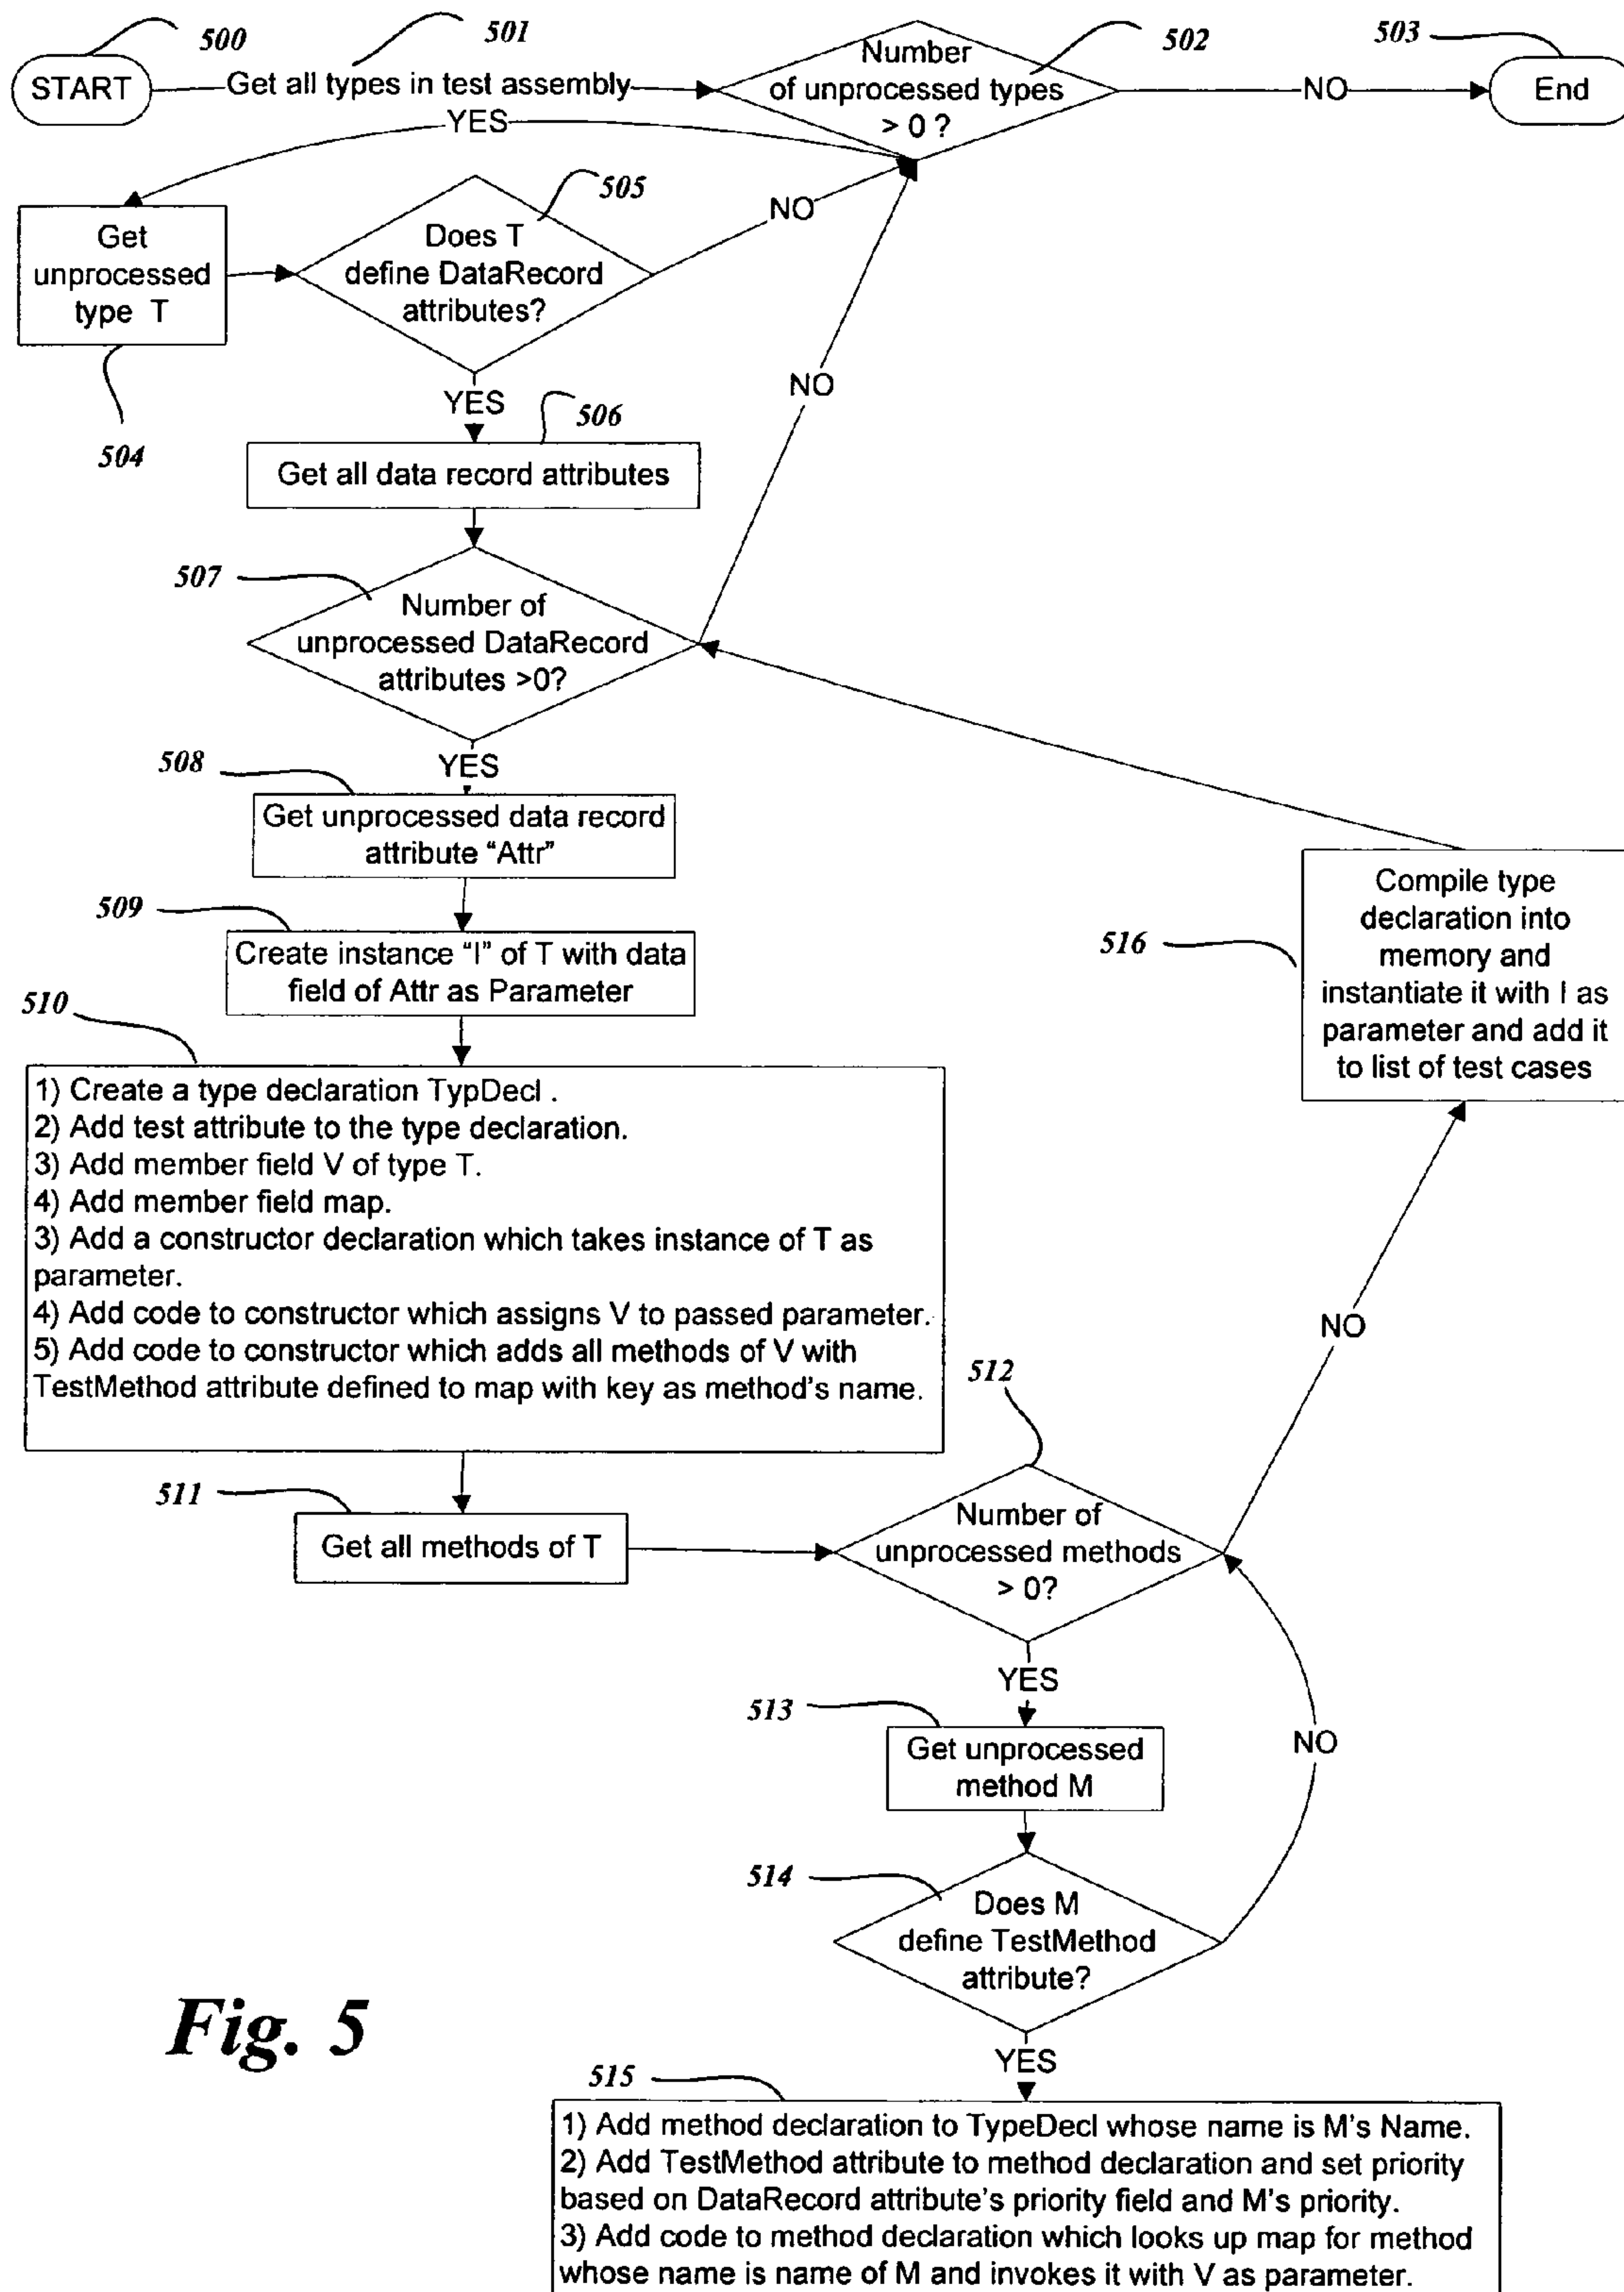 500
START
501
Get all types in test assembly
502
Number
of unprocessed types
> 0 ?
NO
503
End
YES
504
Get
unprocessed
type T
505
Does T
define DataRecord
attributes?
NO
YES
506
Get all data record attributes
NO
507
Number of
unprocessed DataRecord
attributes >0?
YES
508
Get unprocessed data record
attribute “Attr”
509
Create instance “I” of T with data
field of Attr as Parameter
510
1) Create a type declaration TypDecl .
2) Add test attribute to the type declaration.
3) Add member field V of type T.
4) Add member field map.
3) Add a constructor declaration which takes instance of T as
parameter.
4) Add code to constructor which assigns V to passed parameter.
5) Add code to constructor which adds all methods of V with
TestMethod attribute defined to map with key as method's name.
511
Get all methods of T
512
Number of
unprocessed methods
> 0?
NO
516
Compile type
declaration into
memory and
instantiate it with I as
parameter and add it
to list of test cases
YES
513
Get unprocessed
method M
NO
514
Does M
define TestMethod
attribute?
YES
515
1) Add method declaration to TypeDecl whose name is M's Name.
2) Add TestMethod attribute to method declaration and set priority
based on DataRecord attribute's priority field and M's priority.
3) Add code to method declaration which looks up map for method
whose name is name of M and invokes it with V as parameter.
Fig. 5